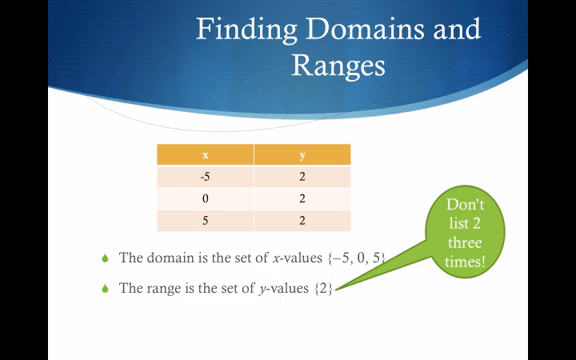 Finding Domains and
Ranges
x y
-5 2
0 2
5 2
The domain is the set of x-values {−5, 0, 5}
The range is the set of y-values {2}
Don't
list 2
three
times!